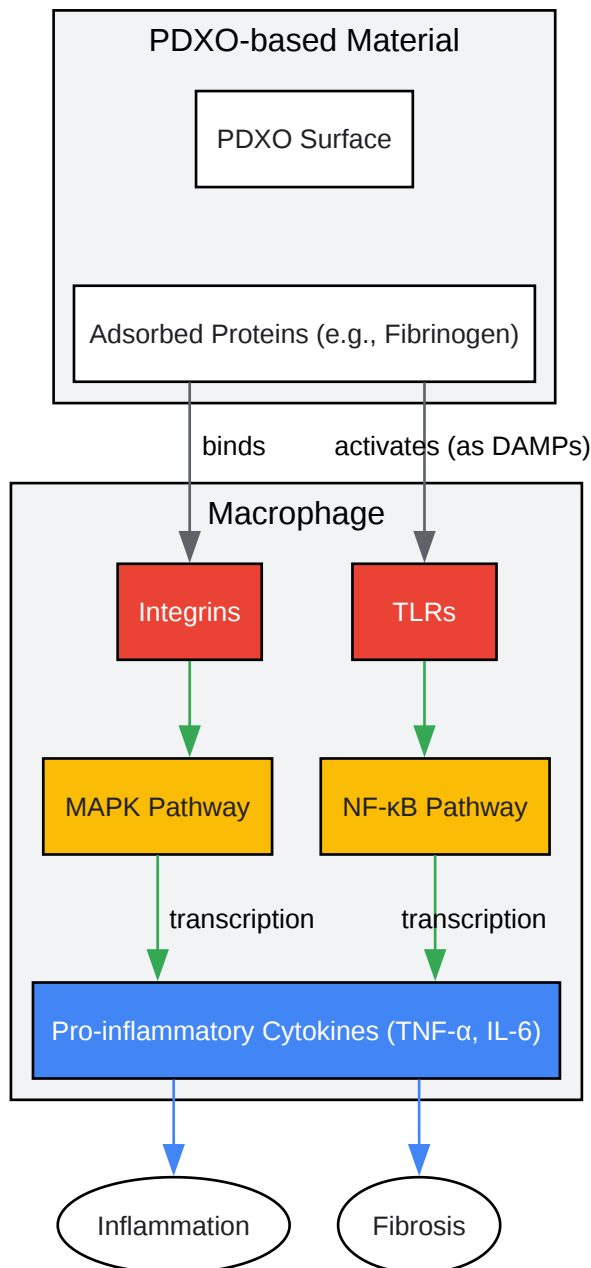 PDXO-based Material
PDXO Surface
Adsorbed Proteins (e.g., Fibrinogen)
binds
activates (as DAMPs)
Macrophage
Integrins
TLRs
MAPK Pathway
NF-κB Pathway
transcription
transcription
Pro-inflammatory Cytokines (TNF-α, IL-6)
Inflammation
Fibrosis